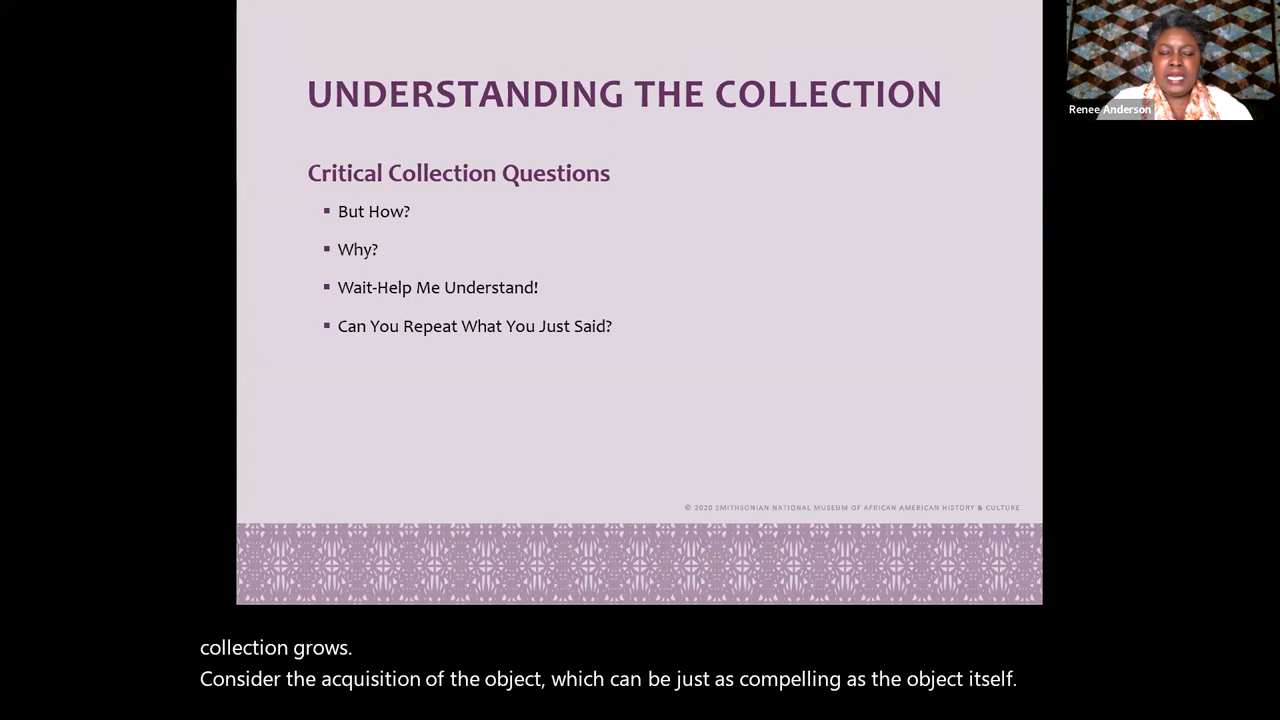 UNDERSTANDING THE COLLECTION
Renee Anderson
Critical Collection Questions
But How?
Why?
Wait-Help Me Understand!
Can You Repeat What You Just Said?
© 2020 SMITHSONIAN NATIONAL MUSEUM OF AFRICAN AMERICAN HISTORY & CULTURE
collection grows.
Consider the acquisition of the object, which can be just as compelling as the object itself.